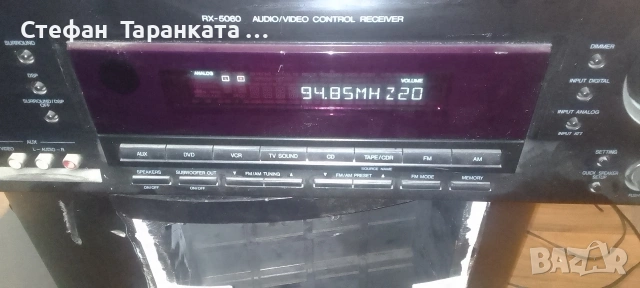 Стефан Таранката . . .
RX-5060 AUDIO/VIDEO CONTROL RECEIVER
SURROUND
DSP
SURROUND/DSP OFF
AUX
VIDEO L-AUDIO-R
ANALOG
VOLUME
94.85MHZ20
DIMMER
INPUT DIGITAL
INPUT ANALOG
INPUT ATT
SETTING
QUICK SPEAKER SETUP
AUX DVD VCR TV SOUND CD TAPE/CDR FM AM
SOURCE NAME
SPEAKERS SUBWOOFER OUT FM/AM TUNING FM/AM PRESET FM MODE MEMORY
ON/OFF ON/OFF
BAZAR